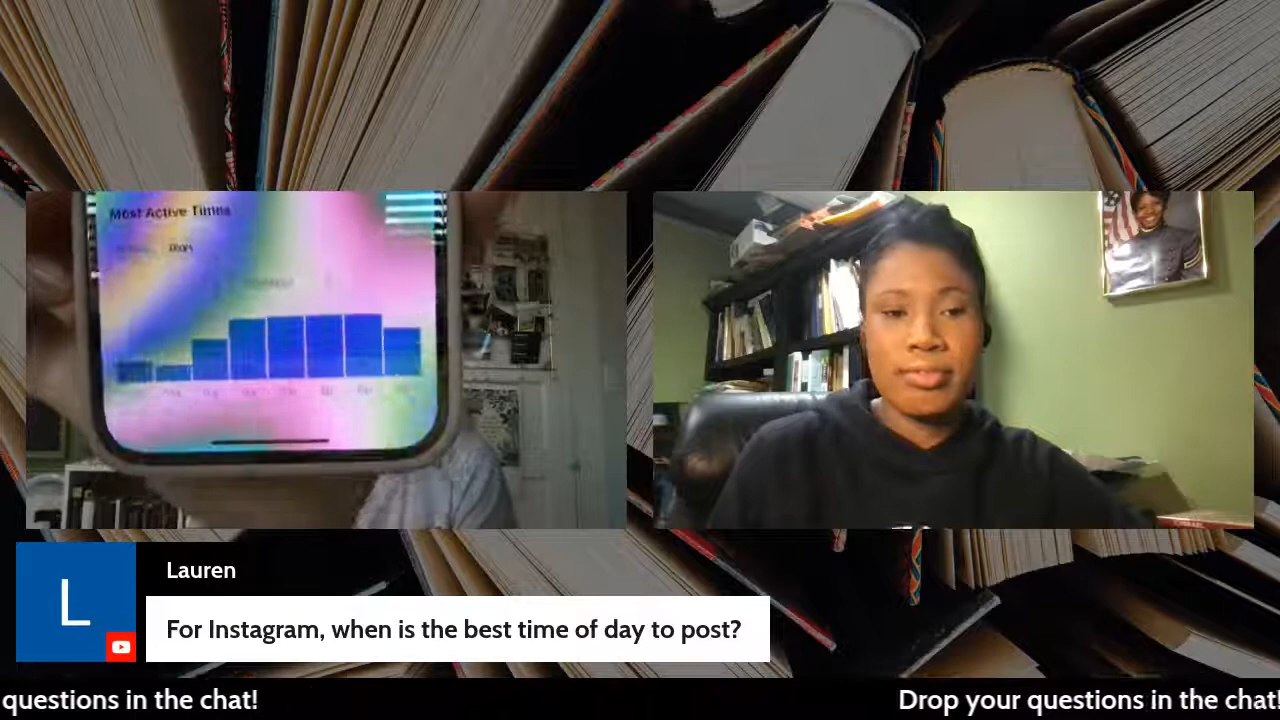 Most Active Times
L
Lauren
For Instagram, when is the best time of day to post?
questions in the chat!
Drop your questions in the chat!